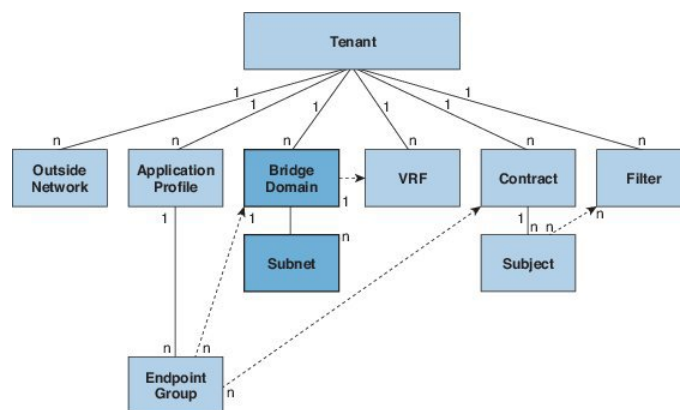 Tenant
1 1 1 1 1 1
n n n n n n
Outside
Network
Application
Profile
Bridge
Domain
VRF
Contract
Filter
1 1 1 1 n n n
Subnet
n
Subject
n n n
Endpoint
Group
n